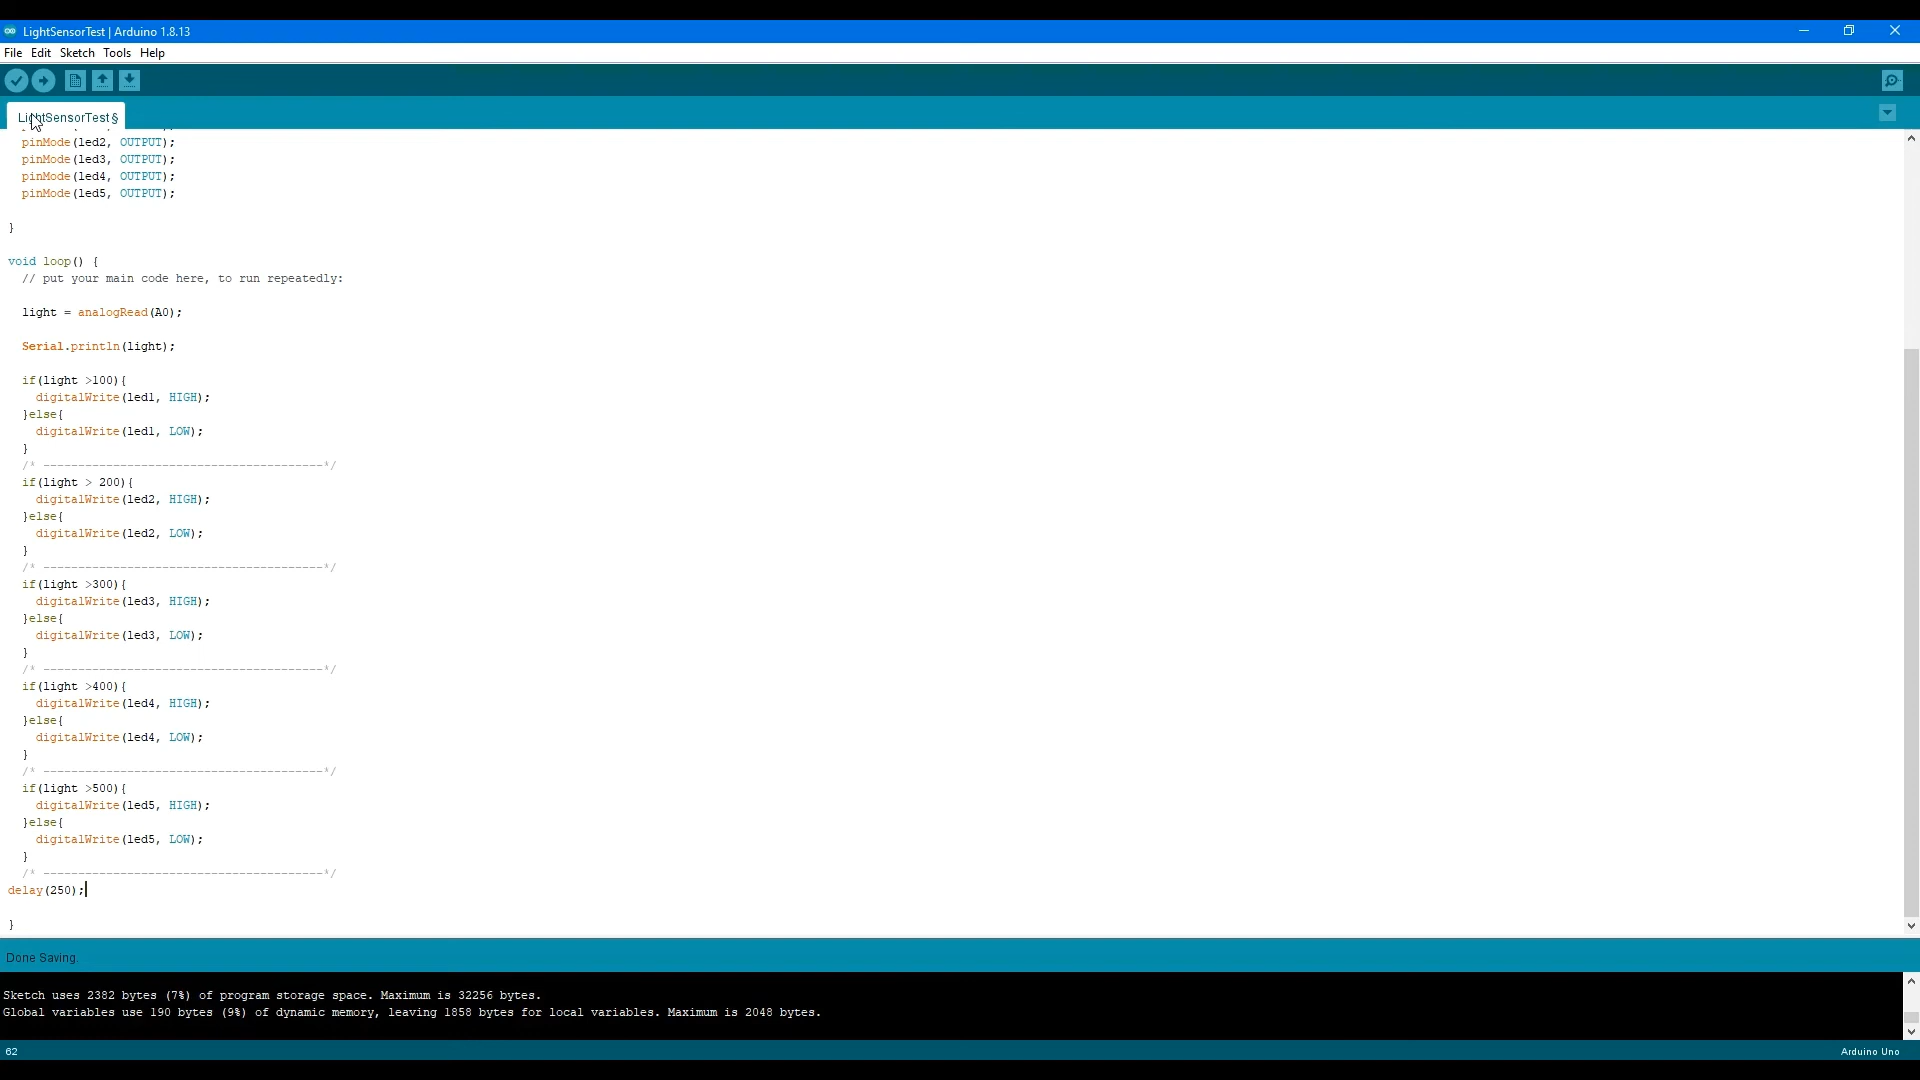 LightSensorTest | Arduino 1.8.13
File Edit Sketch Tools Help
LightSensorTest §
pinMode(led2, OUTPUT);
pinMode(led3, OUTPUT);
pinMode(led4, OUTPUT);
pinMode(led5, OUTPUT);
}
void loop() {
// put your main code here, to run repeatedly:
light = analogRead(A0);
Serial.println(light);
if(light >100){
digitalWrite(led1, HIGH);
}else{
digitalWrite(led1, LOW);
}
/* ----------------------------------------*/
if(light > 200){
digitalWrite(led2, HIGH);
}else{
digitalWrite(led2, LOW);
}
/* ----------------------------------------*/
if(light >300){
digitalWrite(led3, HIGH);
}else{
digitalWrite(led3, LOW);
}
/* ----------------------------------------*/
if(light >400){
digitalWrite(led4, HIGH);
}else{
digitalWrite(led4, LOW);
}
/* ----------------------------------------*/
if(light >500){
digitalWrite(led5, HIGH);
}else{
digitalWrite(led5, LOW);
}
/* ----------------------------------------*/
delay(250);
}
Done Saving.
Sketch uses 2382 bytes (7%) of program storage space. Maximum is 32256 bytes.
Global variables use 190 bytes (9%) of dynamic memory, leaving 1858 bytes for local variables. Maximum is 2048 bytes.
62 Arduino Uno